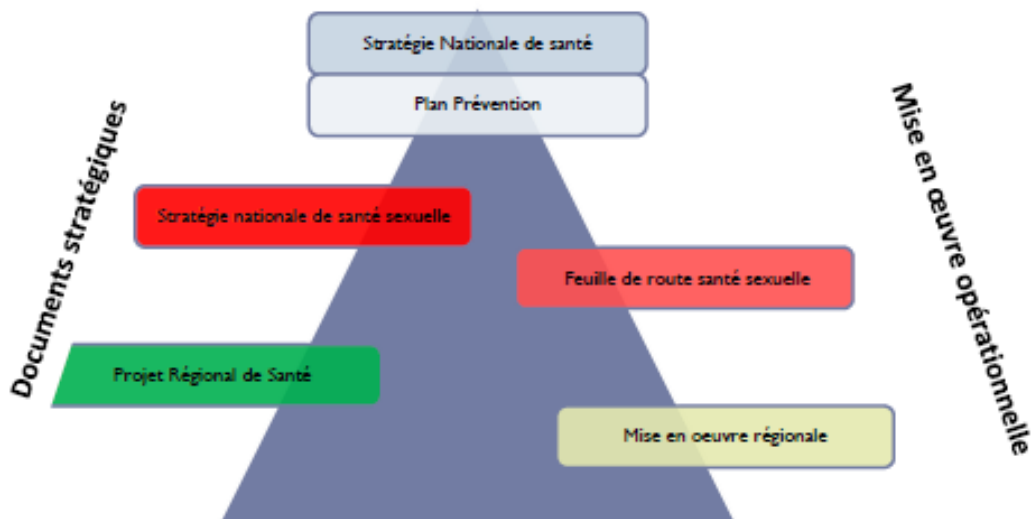 Stratégie Nationale de santé
Plan Prévention
Documents stratégiques
Mise en œuvre opérationnelle
Stratégie nationale de santé sexuelle
Feuille de route santé sexuelle
Projet Régional de Santé
Mise en oeuvre régionale